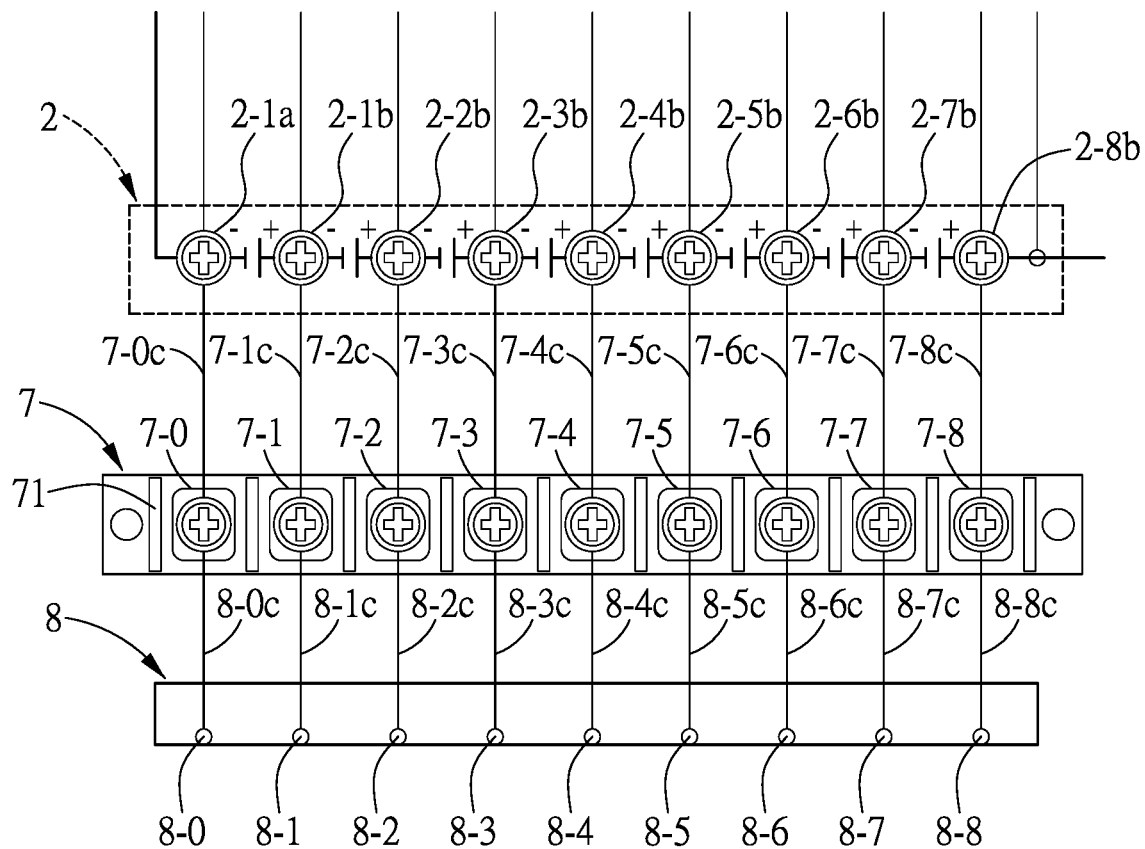 2 2-1a 2-1b 2-2b 2-3b 2-4b 2-5b 2-6b 2-7b 2-8b
- + - + - + - + - + - + - + - +
7-0c 7-1c 7-2c 7-3c 7-4c 7-5c 7-6c 7-7c 7-8c
7 7-0 7-1 7-2 7-3 7-4 7-5 7-6 7-7 7-8
71
8 8-0c 8-1c 8-2c 8-3c 8-4c 8-5c 8-6c 8-7c 8-8c
8-0 8-1 8-2 8-3 8-4 8-5 8-6 8-7 8-8